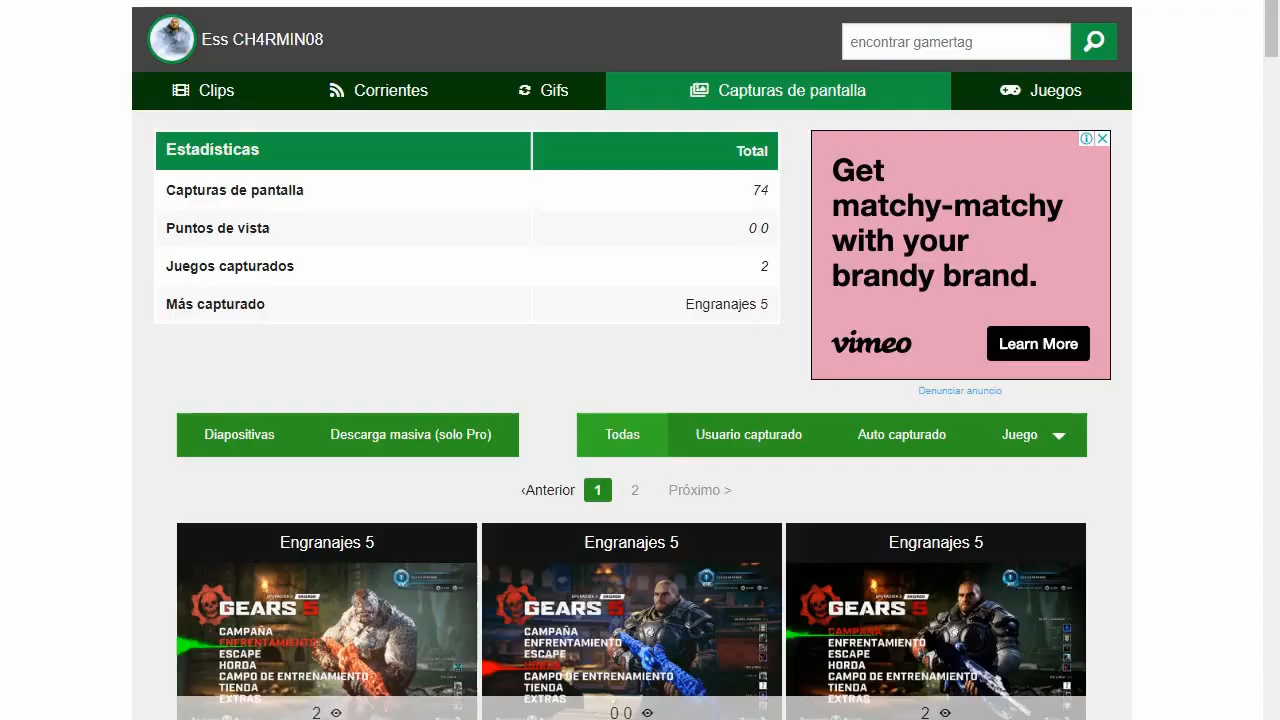 Ess CH4RMIN08
encontrar gamertag
Clips
Corrientes
Gifs
Capturas de pantalla
Juegos
Estadísticas Total
Capturas de pantalla 74
Puntos de vista 0 0
Juegos capturados 2
Más capturado Engranajes 5
Get
matchy-matchy
with your
brandy brand.
vimeo
Learn More
Denunciar anuncio
Diapositivas
Descarga masiva (solo Pro)
Todas
Usuario capturado
Auto capturado
Juego
‹Anterior 1 2 Próximo >
Engranajes 5
GEARS 5
CAMPAÑA
ENFRENTAMIENTO
ESCAPE
HORDA
CAMPO DE ENTRENAMIENTO
TIENDA
EXTRAS
2
Engranajes 5
GEARS 5
CAMPAÑA
ENFRENTAMIENTO
ESCAPE
HORDA
CAMPO DE ENTRENAMIENTO
TIENDA
EXTRAS
0 0
Engranajes 5
GEARS 5
CAMPAÑA
ENFRENTAMIENTO
ESCAPE
HORDA
CAMPO DE ENTRENAMIENTO
TIENDA
EXTRAS
2